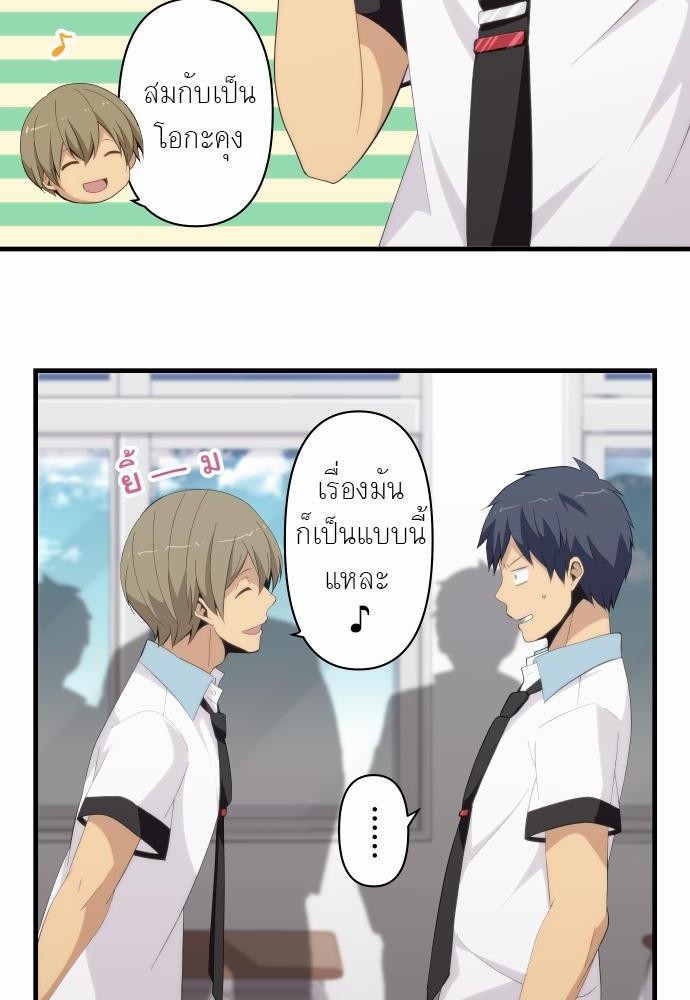 สมกับเป็น
โอกะคุง
ยิ้—ม
เรื่องมัน
ก็เป็นแบบนี้
แหละ
♪
......